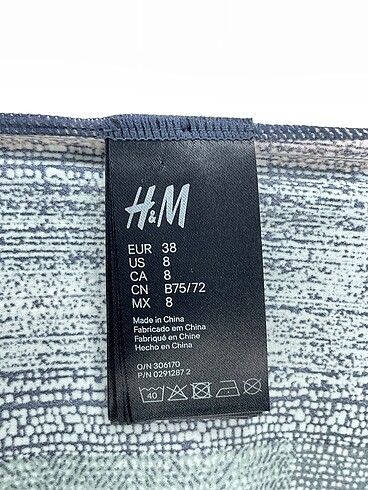 H&M
EUR 38
US 8
CA 8
CN B75/72
MX 8
Made in China
Fabricado em China
Fabriqué en Chine
Hecho en China
O/N 306170
P/N 0291287 2
40